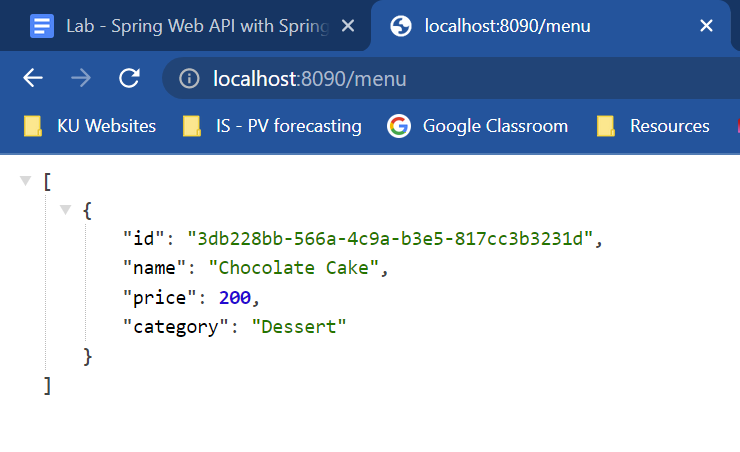 Lab - Spring Web API with Spring
localhost:8090/menu
localhost:8090/menu
KU Websites
IS - PV forecasting
Google Classroom
Resources
[
{
"id": "3db228bb-566a-4c9a-b3e5-817cc3b3231d",
"name": "Chocolate Cake",
"price": 200,
"category": "Dessert"
}
]